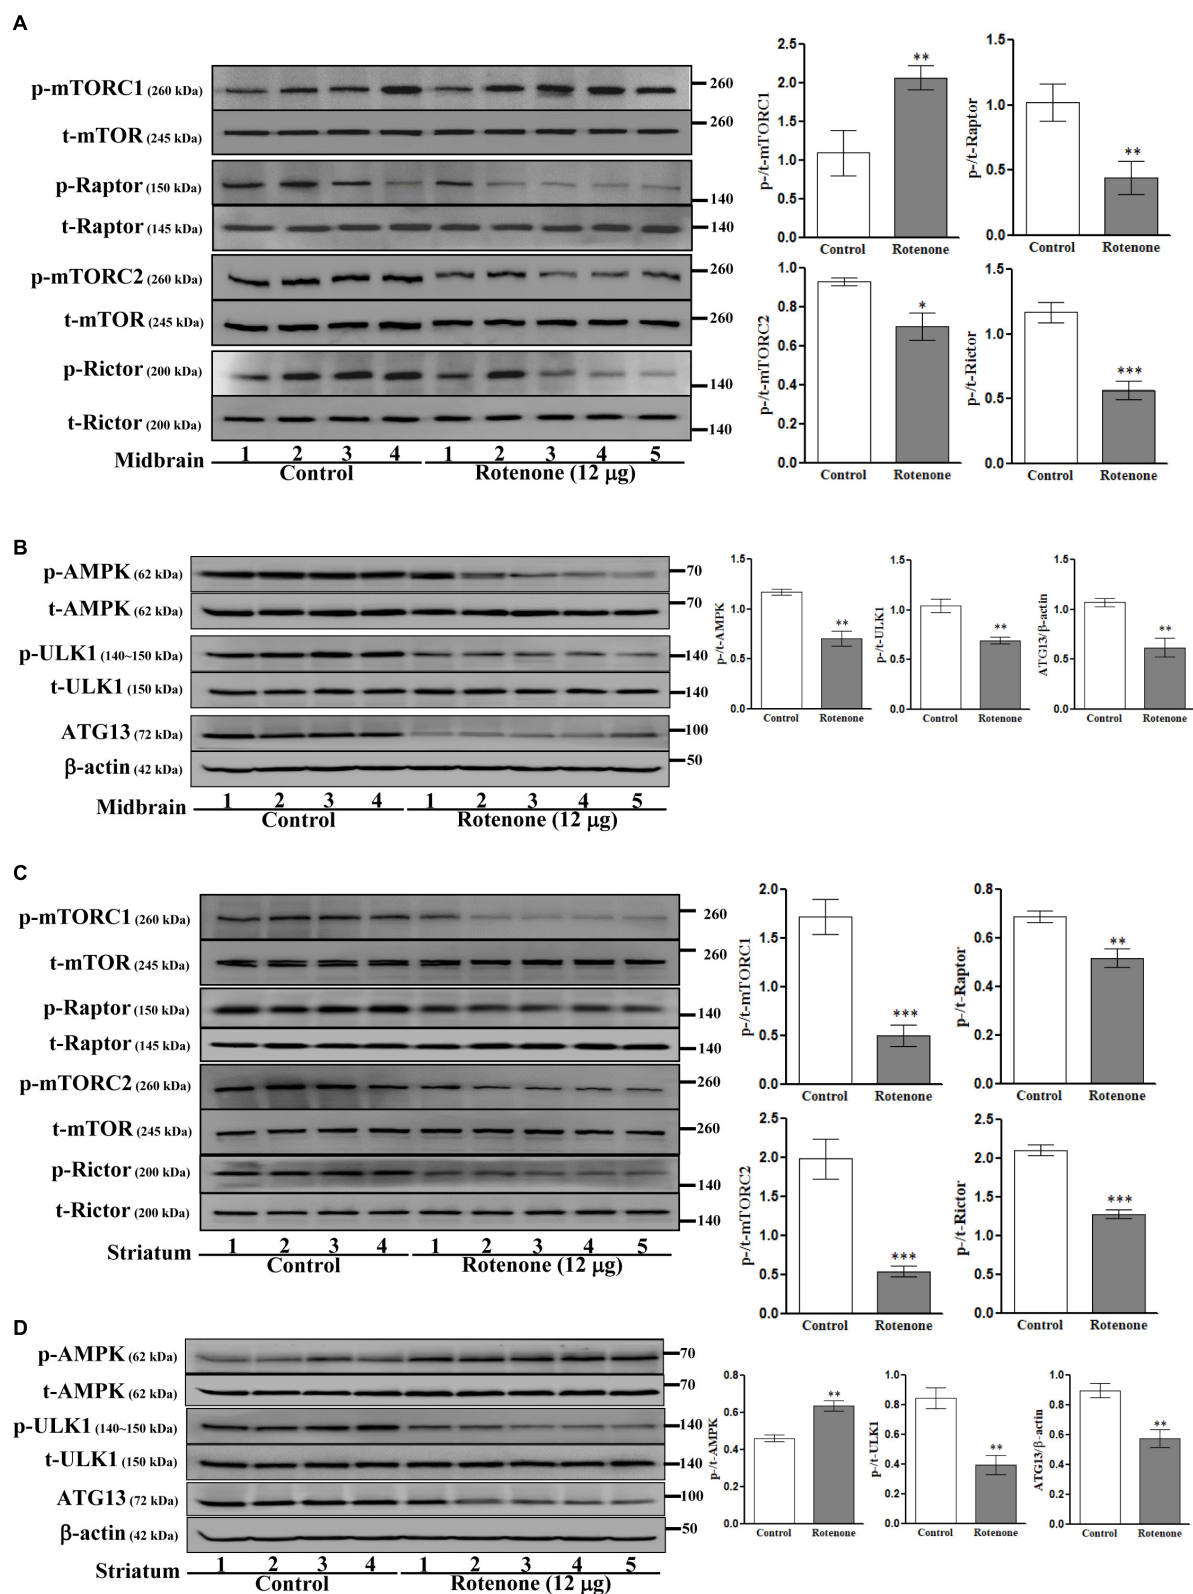 A
p-mTORC1 (260 kDa)
260
t-mTOR (245 kDa)
260
p-Raptor (150 kDa)
140
t-Raptor (145 kDa)
140
p-mTORC2 (260 kDa)
260
t-mTOR (245 kDa)
260
p-Rictor (200 kDa)
140
t-Rictor (200 kDa)
140
Midbrain 1 2 3 4 1 2 3 4 5
Control Rotenone (12 µg)
p-/t-mTORC1
2.5
2.0
1.5
1.0
0.5
0.0
**
Control Rotenone
p-/t-Raptor
1.5
1.0
0.5
0.0
**
Control Rotenone
p-/t-mTORC2
1.0
0.8
0.6
0.4
0.2
0.0
*
Control Rotenone
p-/t-Rictor
1.5
1.0
0.5
0.0
***
Control Rotenone
B
p-AMPK (62 kDa)
70
t-AMPK (62 kDa)
70
p-ULK1 (140~150 kDa)
140
t-ULK1 (150 kDa)
140
ATG13 (72 kDa)
100
β-actin (42 kDa)
50
Midbrain 1 2 3 4 1 2 3 4 5
Control Rotenone (12 µg)
p-/t-AMPK
1.5
1.0
0.5
0.0
**
Control Rotenone
p-/t-ULK1
1.5
1.0
0.5
0.0
**
Control Rotenone
ATG13/β-actin
1.5
1.0
0.5
0.0
**
Control Rotenone
C
p-mTORC1 (260 kDa)
260
t-mTOR (245 kDa)
260
p-Raptor (150 kDa)
140
t-Raptor (145 kDa)
140
p-mTORC2 (260 kDa)
260
t-mTOR (245 kDa)
260
p-Rictor (200 kDa)
140
t-Rictor (200 kDa)
140
Striatum 1 2 3 4 1 2 3 4 5
Control Rotenone (12 µg)
p-/t-mTORC1
2.0
1.5
1.0
0.5
0.0
***
Control Rotenone
p-/t-Raptor
0.8
0.6
0.4
0.2
0.0
**
Control Rotenone
p-/t-mTORC2
2.5
2.0
1.5
1.0
0.5
0.0
***
Control Rotenone
p-/t-Rictor
2.5
2.0
1.5
1.0
0.5
0.0
***
Control Rotenone
D
p-AMPK (62 kDa)
70
t-AMPK (62 kDa)
70
p-ULK1 (140~150 kDa)
140
t-ULK1 (150 kDa)
140
ATG13 (72 kDa)
100
β-actin (42 kDa)
50
Striatum 1 2 3 4 1 2 3 4 5
Control Rotenone (12 µg)
p-/t-AMPK
0.8
0.6
0.4
0.2
0.0
**
Control Rotenone
p-/t-ULK1
1.0
0.8
0.6
0.4
0.2
0.0
**
Control Rotenone
ATG13/β-actin
1.0
0.8
0.6
0.4
0.2
0.0
**
Control Rotenone